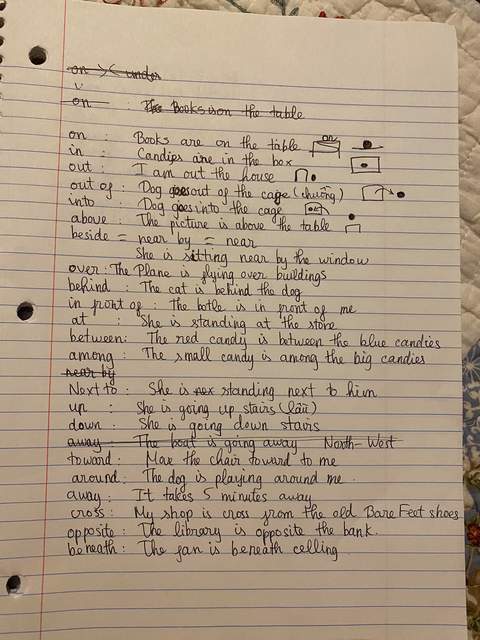 on >< under
on : The Books is on the table
on : Books are on the table on
in : Candies are in the box
out : I am out the house
out of : Dog goes out of the cage (chuồng)
into : Dog goes into the cage
above : The picture is above the table
beside = near by = near
She is sitting near by the window
over : The Plane is flying over buildings
behind : The cat is behind the dog
in front of : The botle is in front of me
at : She is standing at the store
between : The red candy is between the blue candies
among : The small candy is among the big candies
near by
Next to : She is nex standing next to him
up : She is going up stairs (lầu)
down : She is going down stairs
away : The boat is going away North-West
toward : Move the chair toward to me
around : The dog is playing around me.
away : It takes 5 minutes away
cross : My shop is cross from the old Bare Feet shoes
opposite : The library is opposite the bank.
beneath : The fan is beneath celling